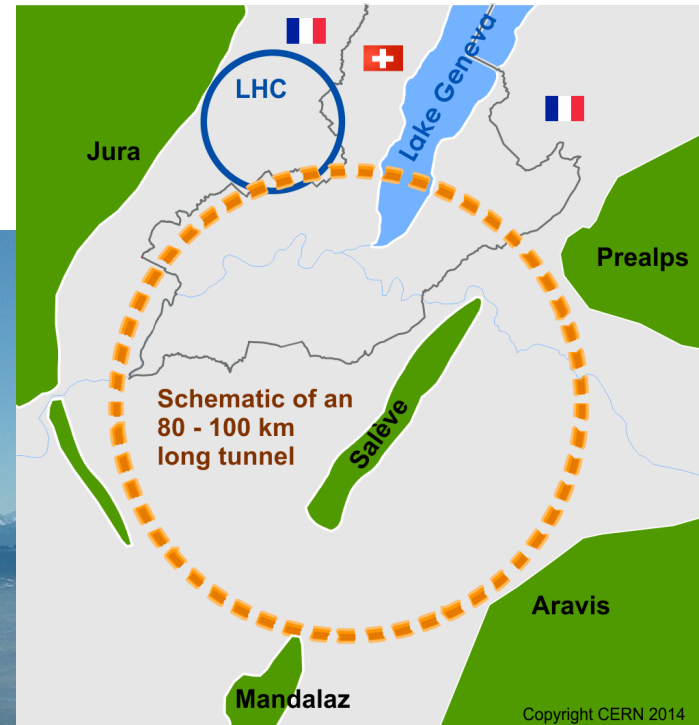 LHC
Lake Geneva
Jura
Prealps
Schematic of an
80 - 100 km
long tunnel
Salève
Aravis
Mandalaz
Copyright CERN 2014